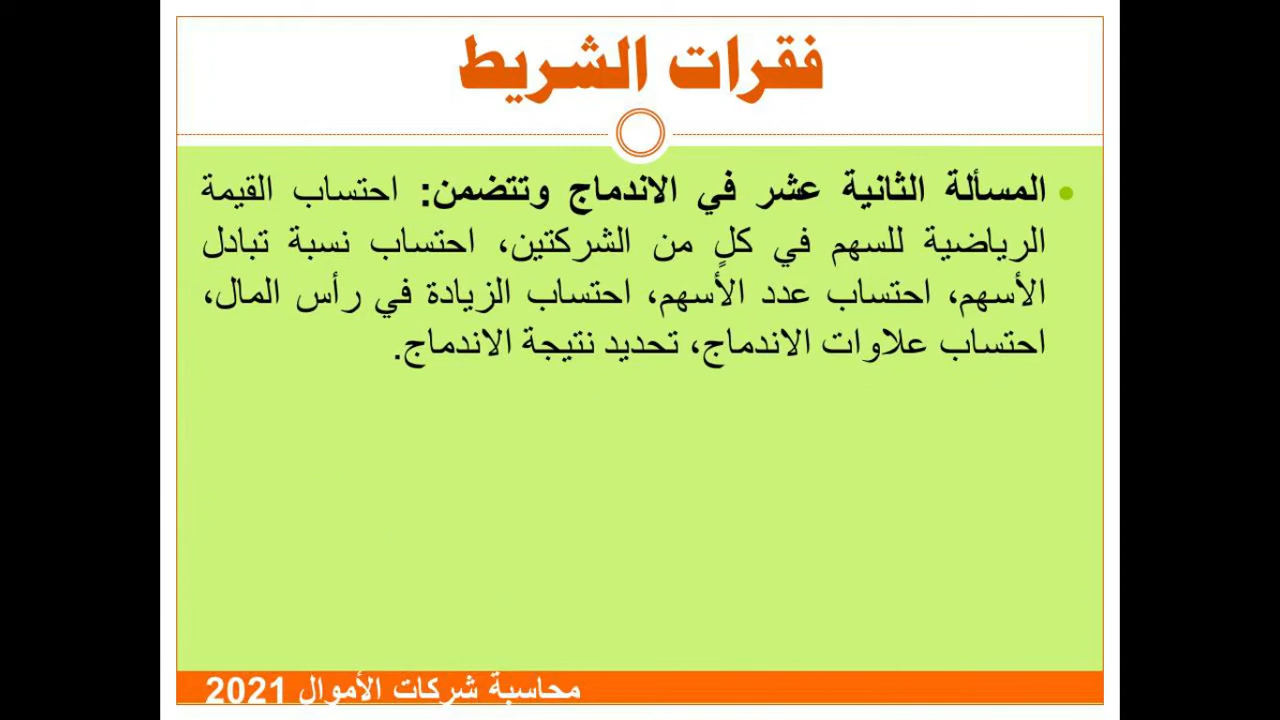 فقرات الشريط
المسألة الثانية عشر في الاندماج وتتضمن: احتساب القيمة
الرياضية للسهم في كلٍ من الشركتين، احتساب نسبة تبادل
الأسهم، احتساب عدد الأسهم، احتساب الزيادة في رأس المال،
احتساب علاوات الاندماج، تحديد نتيجة الاندماج.
محاسبة شركات الأموال 2021